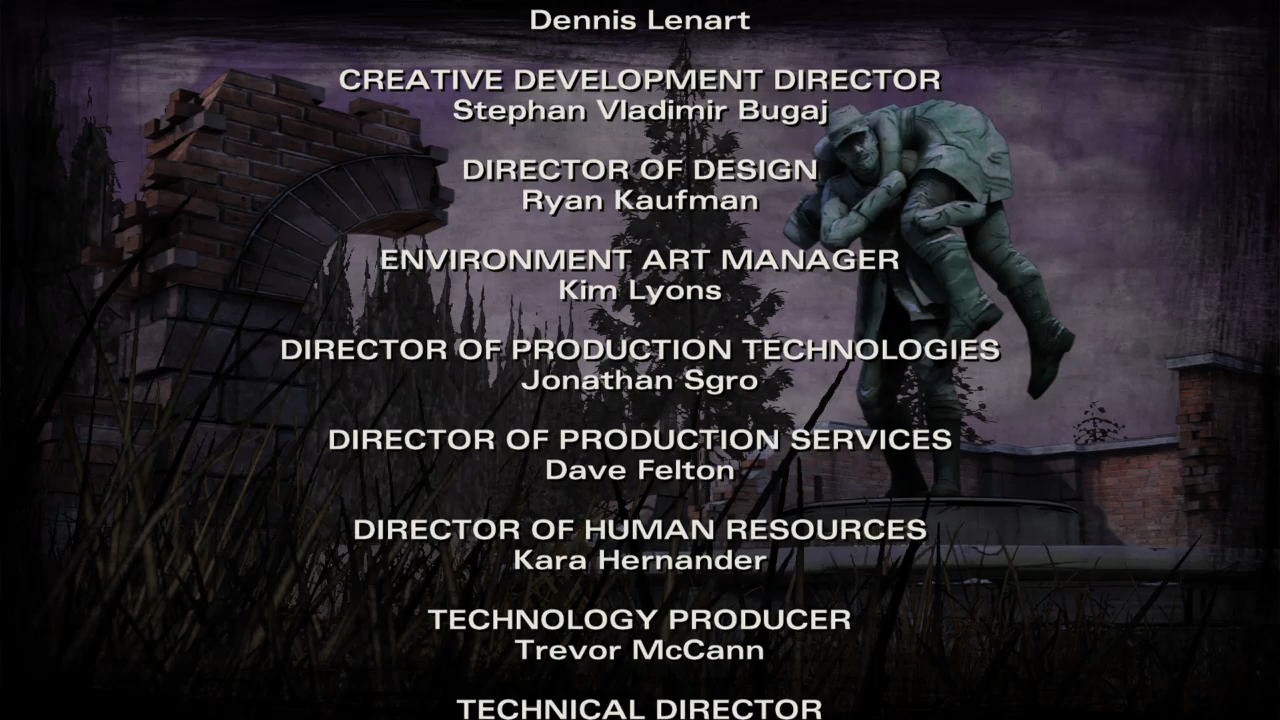 Dennis Lenart
CREATIVE DEVELOPMENT DIRECTOR
Stephan Vladimir Bugaj
DIRECTOR OF DESIGN
Ryan Kaufman
ENVIRONMENT ART MANAGER
Kim Lyons
DIRECTOR OF PRODUCTION TECHNOLOGIES
Jonathan Sgro
DIRECTOR OF PRODUCTION SERVICES
Dave Felton
DIRECTOR OF HUMAN RESOURCES
Kara Hernander
TECHNOLOGY PRODUCER
Trevor McCann
TECHNICAL DIRECTOR